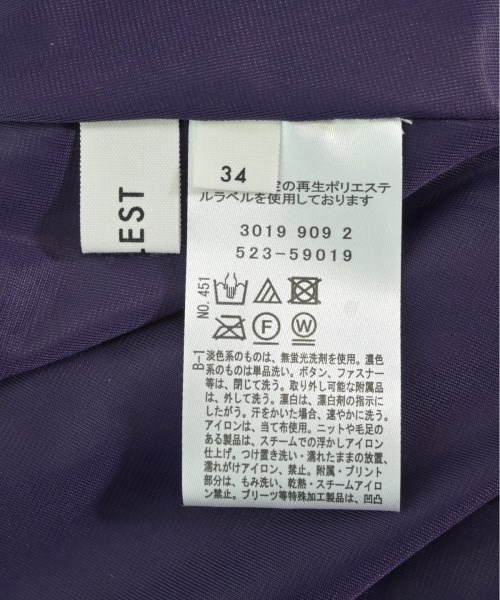 LEST
34
定の再生ポリエステ
ルラベルを使用しております
3019 909 2
523-59019
NO. 451
F
W
B-1
淡色系のものは、無蛍光洗剤を使用。濃色
系のものは単品洗い。ボタン、ファスナー
等は、閉じて洗う。取り外し可能な附属品
は、外して洗う。漂白は、漂白剤の指示に
したがう。汗をかいた場合、速やかに洗う。
アイロンは、当て布使用。ニットや毛足の
ある製品は、スチームでの浮かしアイロン
仕上げ。つけ置き洗い・濡れたままの放置、
濡れがけアイロン、禁止。附属・プリント
部分は、もみ洗い、乾熱・スチームアイロ
ン禁止。プリーツ等特殊加工製品は、凹凸